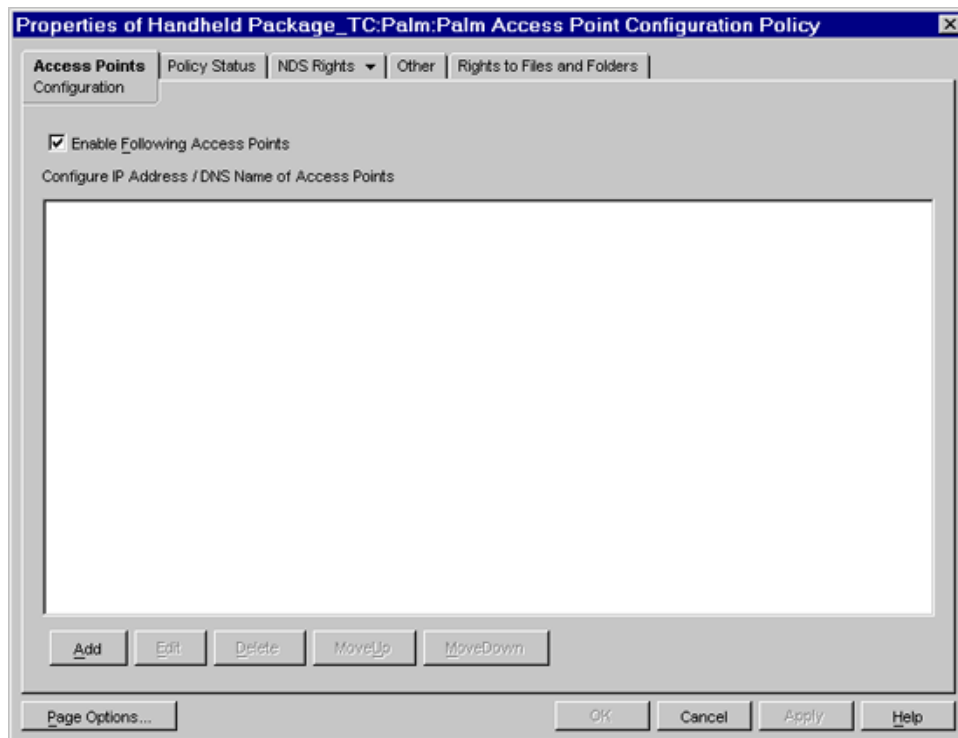 Properties of Handheld Package_TC:Palm:Palm Access Point Configuration Policy
Access Points Policy Status NDS Rights Other Rights to Files and Folders
Configuration
Enable Following Access Points
Configure IP Address / DNS Name of Access Points
Add Edit Delete MoveUp MoveDown
Page Options... OK Cancel Apply Help